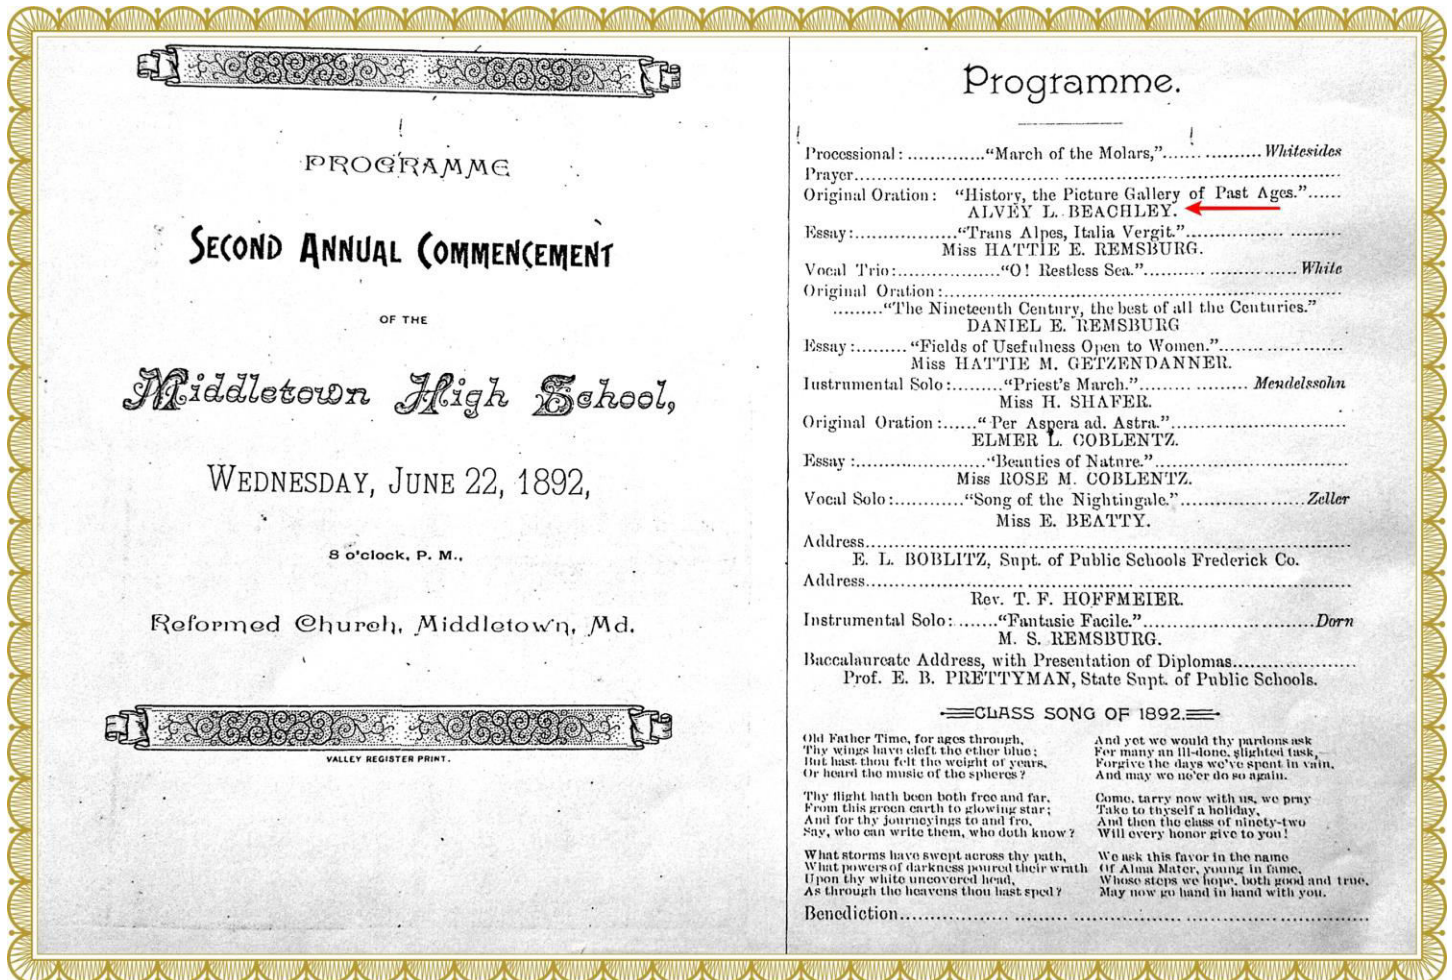 PROGRAMME
SECOND ANNUAL COMMENCEMENT
OF THE
Middletown High School,
WEDNESDAY, JUNE 22, 1892,
8 o'clock, P. M.,
Reformed Church, Middletown, Md.
VALLEY REGISTER PRINT.
Programme.
Processional: .............."March of the Molars,"...... ................ Whitesides
Prayer..................................................................................
Original Oration: "History, the Picture Gallery of Past Ages."......
ALVEY L. BEACHLEY.
Essay:.................."Trans Alpes, Italia Vergit."...................... .........
Miss HATTIE E. REMSBURG.
Vocal Trio:..................."O! Restless Sea."........... .............. ...... White
Original Oration:......................................................................
........."The Nineteenth Century, the best of all the Centuries."
DANIEL E. REMSBURG
Essay:......... "Fields of Usefulness Open to Women."...... ................
Miss HATTIE M. GETZENDANNER.
Instrumental Solo:........."Priest's March."..................... Mendelssohn
Miss H. SHAFER.
Original Oration:......"Per Aspera ad. Astra."................................
ELMER L. COBLENTZ.
Essay:........................"Beauties of Nature."...................................
Miss ROSE M. COBLENTZ.
Vocal Solo:............"Song of the Nightingale.".......................Zeller
Miss E. BEATTY.
Address.....................................................................................
E. L. BOBLITZ, Supt. of Public Schools Frederick Co.
Address.................................................................. ................
Rev. T. F. HOFFMEIER.
Instrumental Solo: ......."Fantasie Facile."...............................Dorn
M. S. REMSBURG.
Baccalaureate Address, with Presentation of Diplomas....................
Prof. E. B. PRETTYMAN, State Supt. of Public Schools.
CLASS SONG OF 1892.
Old Father Time, for ages through,
Thy wings have cleft the ether blue;
But hast thou felt the weight of years,
Or heard the music of the spheres?
Thy flight hath been both free and far,
From this green earth to glowing star;
And for thy journeyings to and fro,
Say, who can write them, who doth know?
What storms have swept across thy path,
What powers of darkness poured their wrath
Upon thy white uncovered head,
As through the heavens thou hast sped?
And yet we would thy pardons ask
For many an ill-done, slighted task,
Forgive the days we've spent in vain,
And may we ne'er do so again.
Come, tarry now with us, we pray
Take to thyself a holiday,
And then the class of ninety-two
Will every honor give to you!
We ask this favor in the name
Of Alma Mater, young in fame,
Whose steps we hope, both good and true,
May now go hand in hand with you.
Benediction...............................................................................